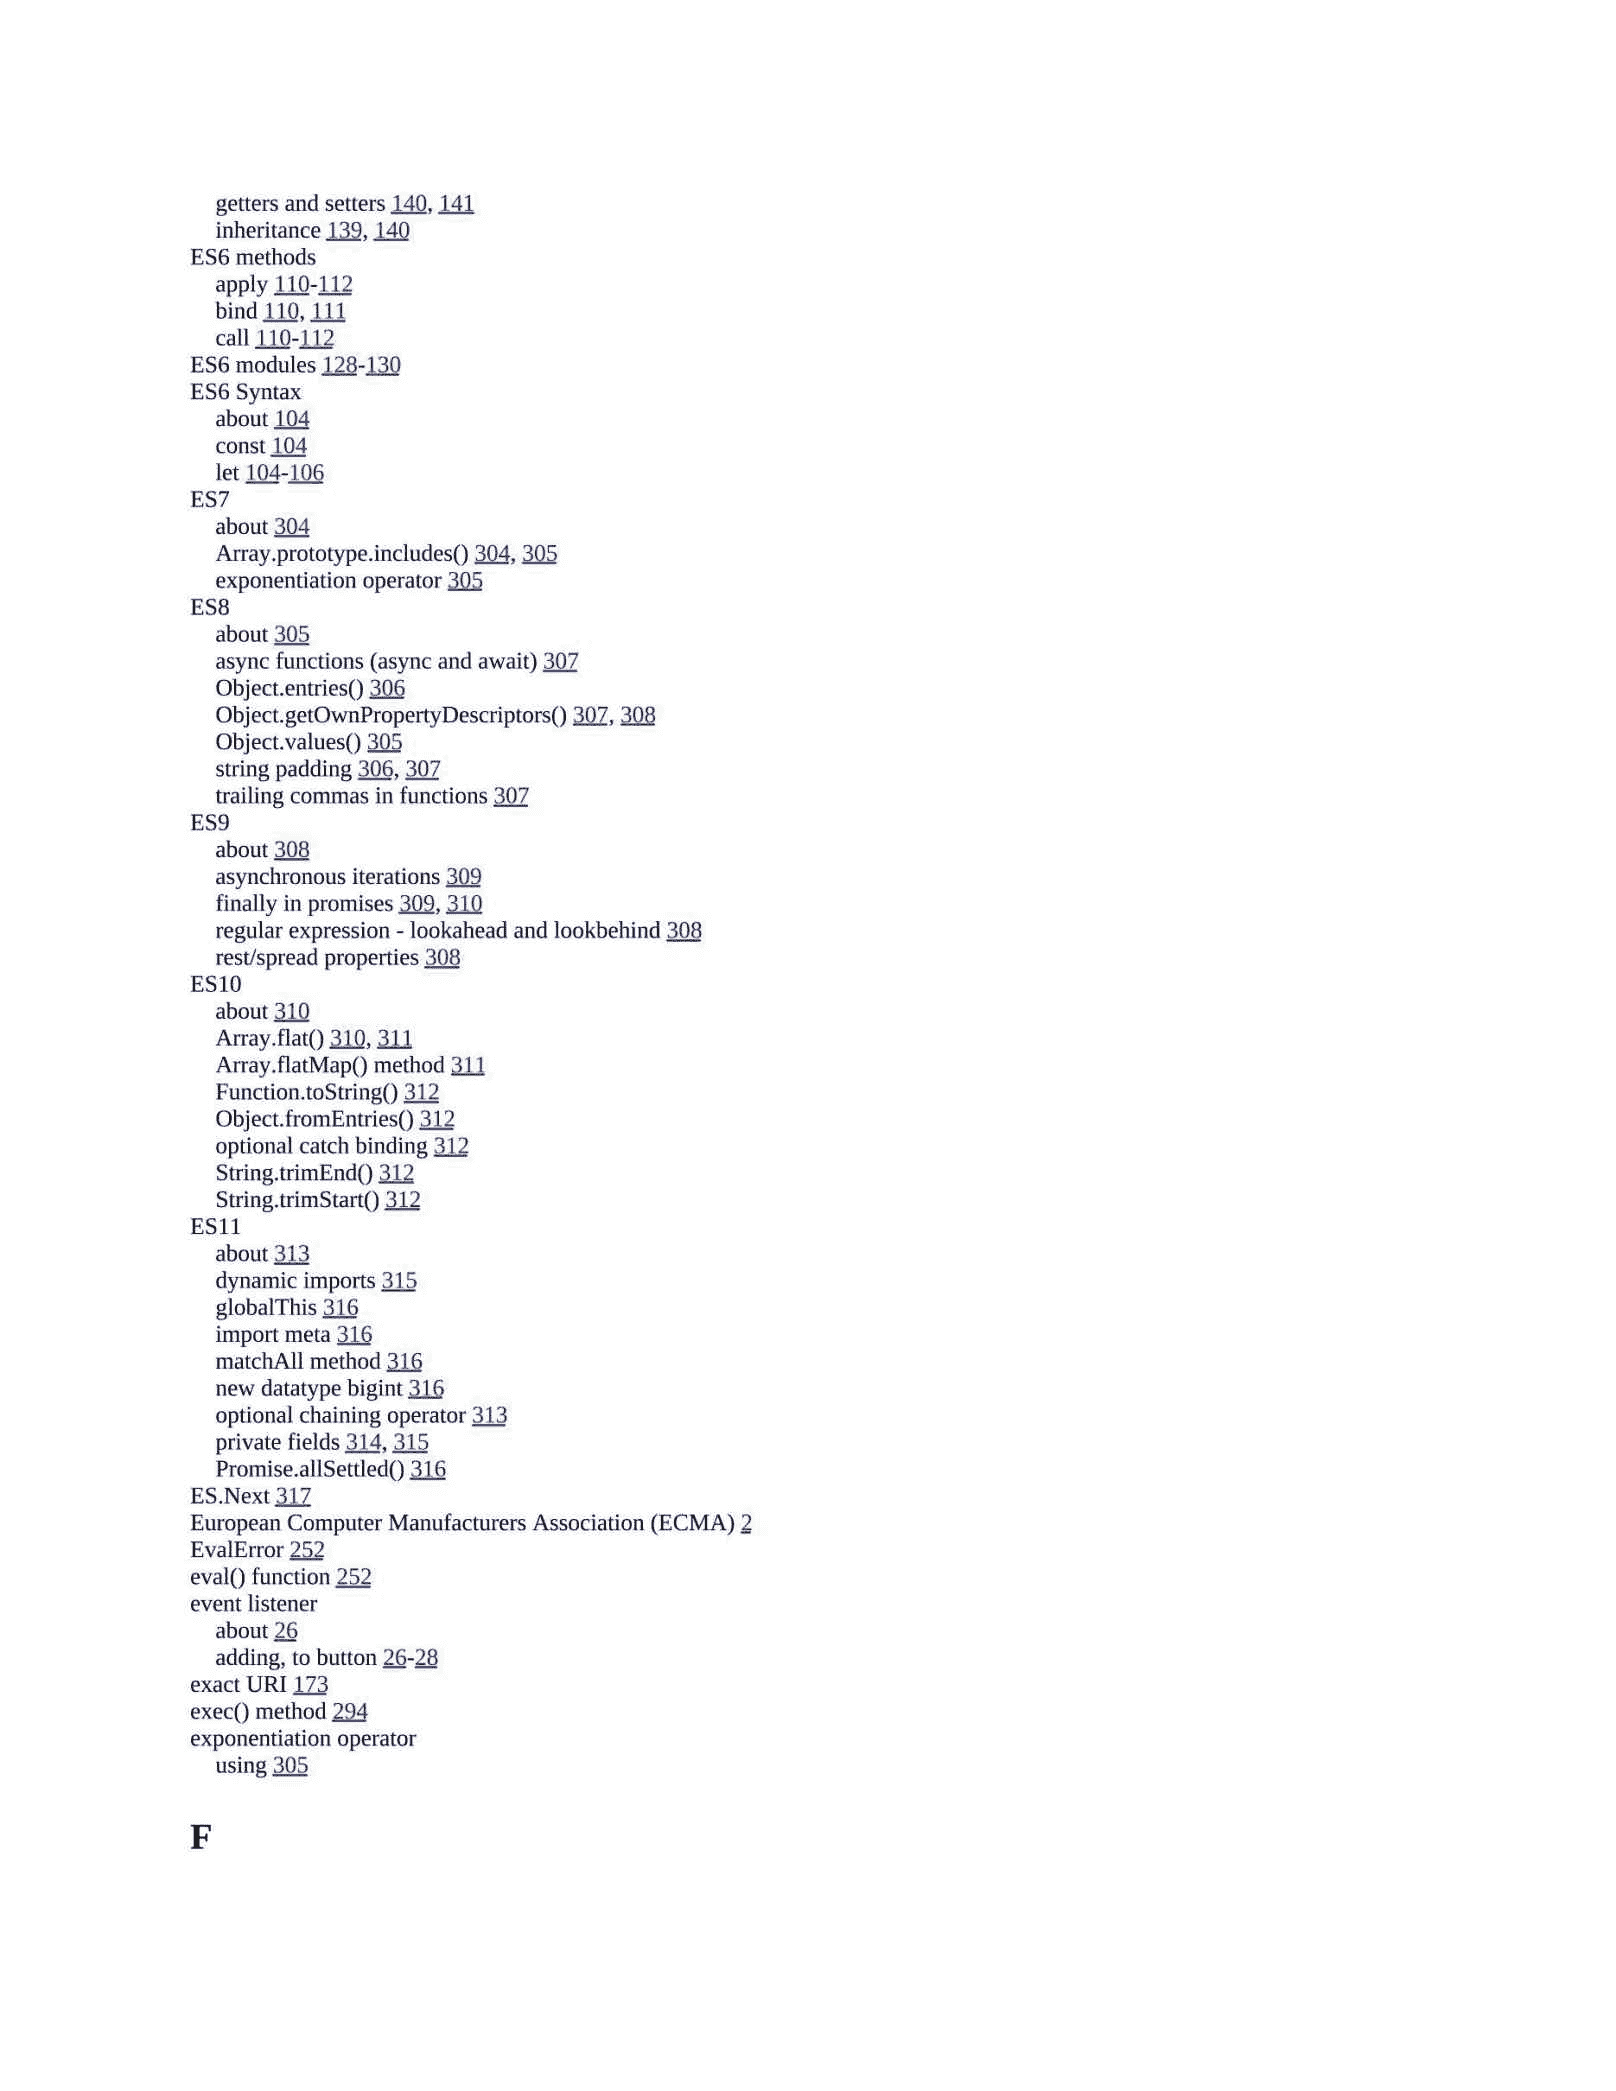 getters and setters 140, 141
inheritance 139, 140
ES6 methods
apply 110-112
bind 110, 111
call 110-112
ES6 modules 128-130
ES6 Syntax
about 104
const 104
let 104-106
ES7
about 304
Array.prototype.includes() 304, 305
exponentiation operator 305
ES8
about 305
async functions (async and await) 307
Object.entries() 306
Object.getOwnPropertyDescriptors() 307, 308
Object.values() 305
string padding 306, 307
trailing commas in functions 307
ES9
about 308
asynchronous iterations 309
finally in promises 309, 310
regular expression - lookahead and lookbehind 308
rest/spread properties 308
ES10
about 310
Array.flat() 310, 311
Array.flatMap() method 311
Function.toString() 312
Object.fromEntries() 312
optional catch binding 312
String.trimEnd() 312
String.trimStart() 312
ES11
about 313
dynamic imports 315
globalThis 316
import meta 316
matchAll method 316
new datatype bigint 316
optional chaining operator 313
private fields 314, 315
Promise.allSettled() 316
ES.Next 317
European Computer Manufacturers Association (ECMA) 2
EvalError 252
eval() function 252
event listener
about 26
adding, to button 26-28
exact URI 173
exec() method 294
exponentiation operator
using 305
F